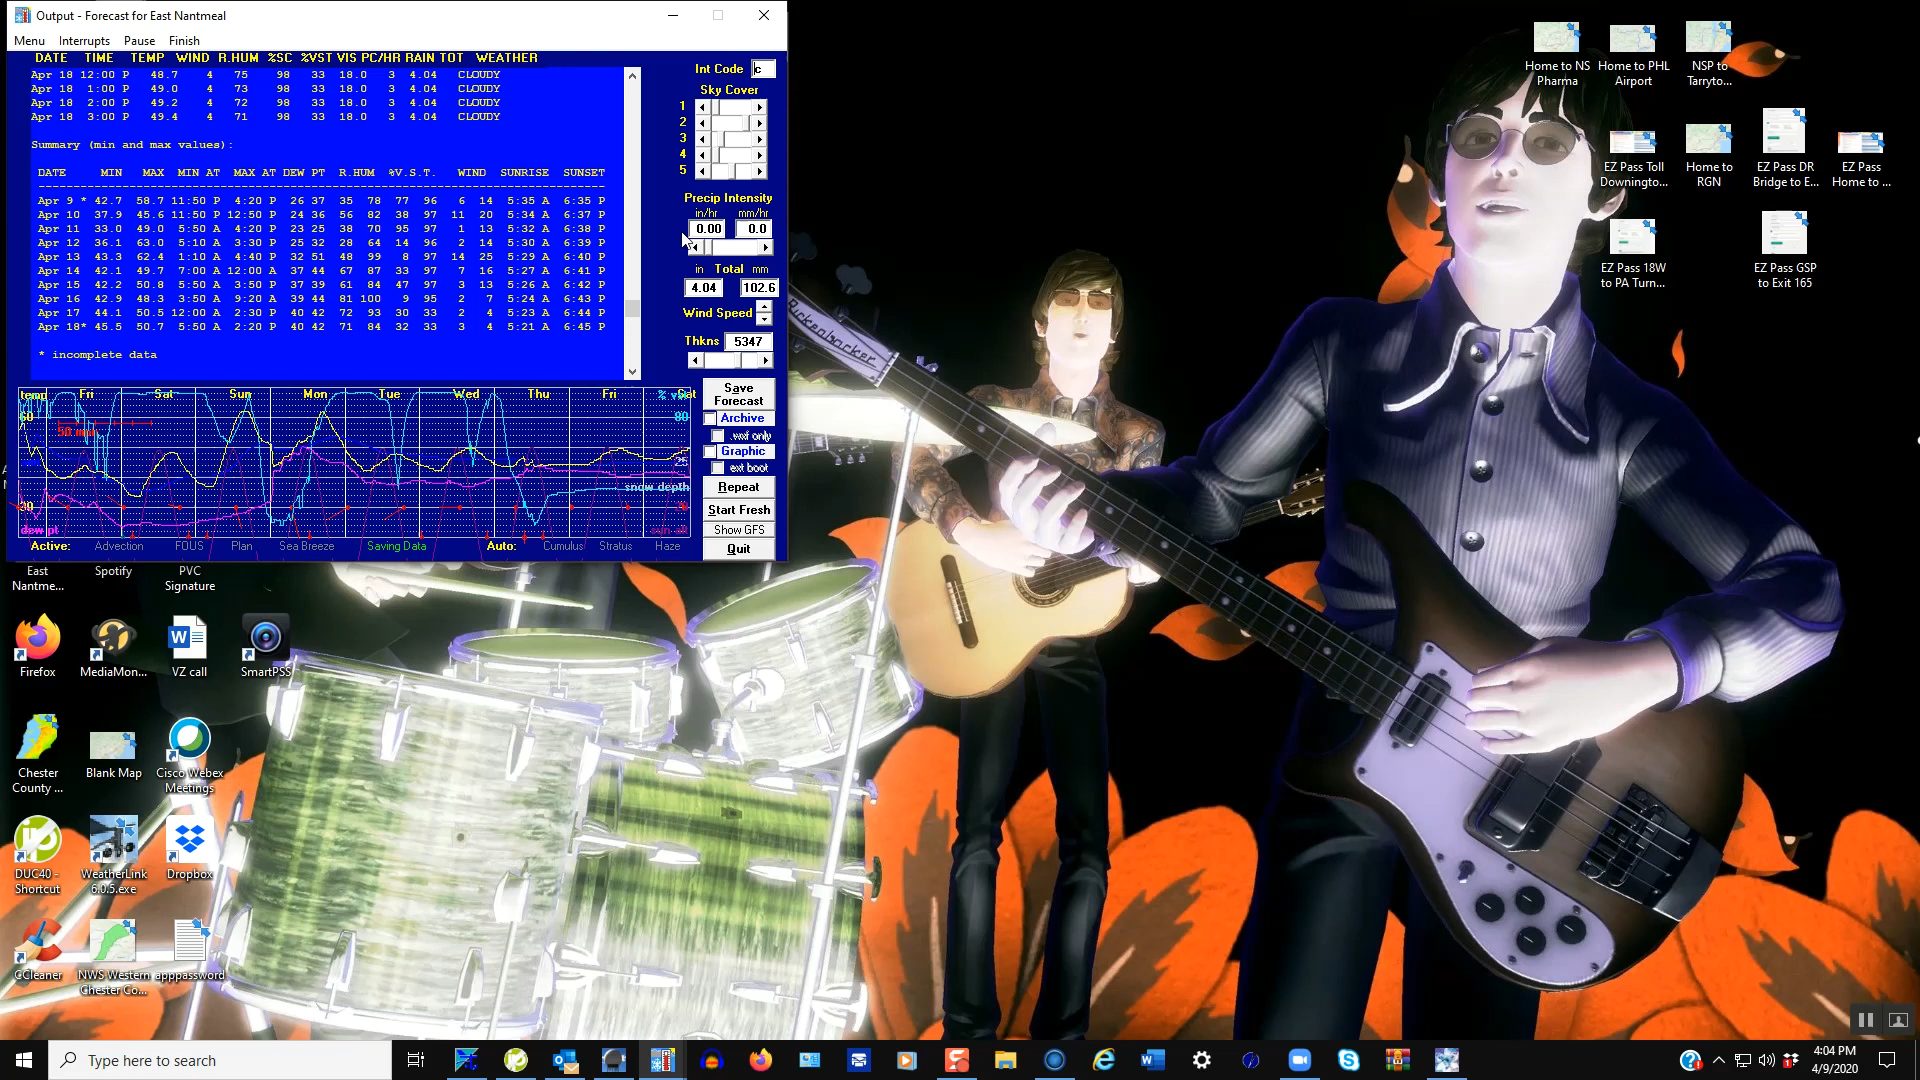 Output - Forecast for East Nantmeal
Menu Interrupts Pause Finish
DATE TIME TEMP WIND R.HUM %SC %VST VIS PC/HR RAIN TOT WEATHER
Apr 18 12:00 P 48.7 4 75 98 33 18.0 3 4.04 CLOUDY
Apr 18 1:00 P 49.0 4 73 98 33 18.0 3 4.04 CLOUDY
Apr 18 2:00 P 49.2 4 72 98 33 18.0 3 4.04 CLOUDY
Apr 18 3:00 P 49.4 4 71 98 33 18.0 3 4.04 CLOUDY
Summary (min and max values):
DATE MIN MAX MIN AT MAX AT DEW PT R.HUM %V.S.T. WIND SUNRISE SUNSET
Apr 9 * 42.7 58.7 11:50 P 4:20 P 26 37 35 78 77 96 6 14 5:35 A 6:35 P
Apr 10 37.9 45.6 11:50 P 12:50 P 24 36 56 82 38 97 11 20 5:34 A 6:37 P
Apr 11 33.0 49.0 5:50 A 4:20 P 23 25 38 70 95 97 1 13 5:32 A 6:38 P
Apr 12 36.1 63.0 5:10 A 3:30 P 25 32 28 64 14 96 2 14 5:30 A 6:39 P
Apr 13 43.3 62.4 1:10 A 4:40 P 32 51 48 99 8 97 14 25 5:29 A 6:40 P
Apr 14 42.1 49.7 7:00 A 12:00 A 37 44 67 87 33 97 7 16 5:27 A 6:41 P
Apr 15 42.2 50.8 5:50 A 3:50 P 37 39 61 84 47 97 3 13 5:26 A 6:42 P
Apr 16 42.9 48.3 3:50 A 9:20 A 39 44 81 100 9 95 2 7 5:24 A 6:43 P
Apr 17 44.1 50.5 12:00 A 2:30 P 40 42 72 93 30 33 2 4 5:23 A 6:44 P
Apr 18* 45.5 50.7 5:50 A 2:30 P 40 42 71 84 32 33 3 4 5:21 A 6:45 P
* incomplete data
Int Code c
Sky Cover
1
2
3
4
5
Precip Intensity
in/hr mm/hr
0.00 0.0
in Total mm
4.04 102.6
Wind Speed
Thkns 5347
Save Forecast
Archive
.wxf only
Graphic
ext boot
Repeat
Start Fresh
Show GFS
Quit
temp Fri Sat Sun Mon Tue Wed Thu Fri Sat
60 80
25
snow depth
30
dew pt
Active: Advection FOUS Plan Sea Breeze Saving Data Auto: Cumulus Stratus Haze
Home to NS Pharma
Home to PHL Airport
NSP to Tarryto...
EZ Pass Toll Downingto...
Home to RGN
EZ Pass DR Bridge to E...
EZ Pass Home to ...
EZ Pass 18W to PA Turn...
EZ Pass GSP to Exit 165
East Nantme...
Spotify
PVC Signature
Firefox
MediaMon...
VZ call
SmartPSS
Chester County ...
Blank Map
Cisco Webex Meetings
DUC40 - Shortcut
WeatherLink 6.0.5.exe
Dropbox
CCleaner
NWS Western Chester Co...
apppassword
Type here to search
4:04 PM
4/9/2020